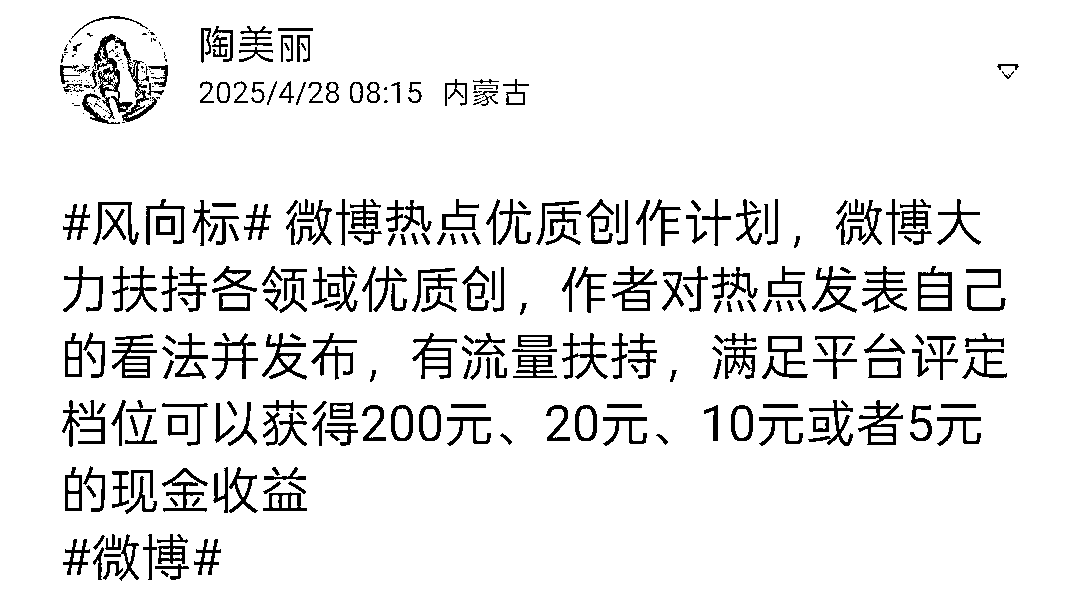 陶美丽
2025/4/28 08:15 内蒙古
#风向标# 微博热点优质创作计划，微博大
力扶持各领域优质创，作者对热点发表自己
的看法并发布，有流量扶持，满足平台评定
档位可以获得200元、20元、10元或者5元
的现金收益
#微博#